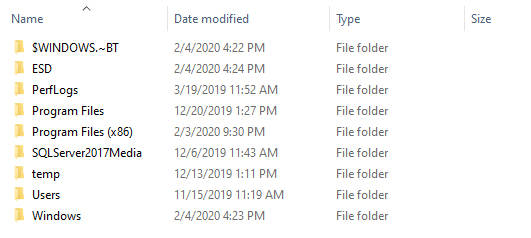 Name Date modified Type Size
$WINDOWS.~BT 2/4/2020 4:22 PM File folder
ESD 2/4/2020 4:24 PM File folder
PerfLogs 3/19/2019 11:52 AM File folder
Program Files 12/20/2019 1:27 PM File folder
Program Files (x86) 2/3/2020 9:30 PM File folder
SQLServer2017Media 12/6/2019 11:43 AM File folder
temp 12/13/2019 1:11 PM File folder
Users 11/15/2019 11:19 AM File folder
Windows 2/4/2020 4:23 PM File folder